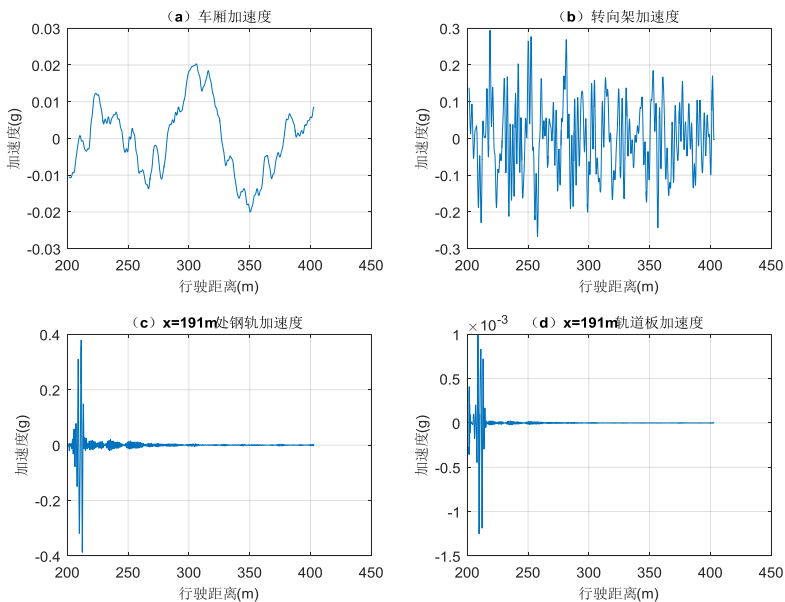 （a）车厢加速度
0.03
0.02
0.01
0
-0.01
-0.02
-0.03
加速度(g)
200 250 300 350 400 450
行驶距离(m)
（b）转向架加速度
0.3
0.2
0.1
0
-0.1
-0.2
-0.3
加速度(g)
200 250 300 350 400 450
行驶距离(m)
（c）x=191m处钢轨加速度
0.4
0.2
0
-0.2
-0.4
加速度(g)
200 250 300 350 400 450
行驶距离(m)
（d）x=191m轨道板加速度
×10-3
1
0.5
0
-0.5
-1
-1.5
加速度(g)
200 250 300 350 400 450
行驶距离(m)